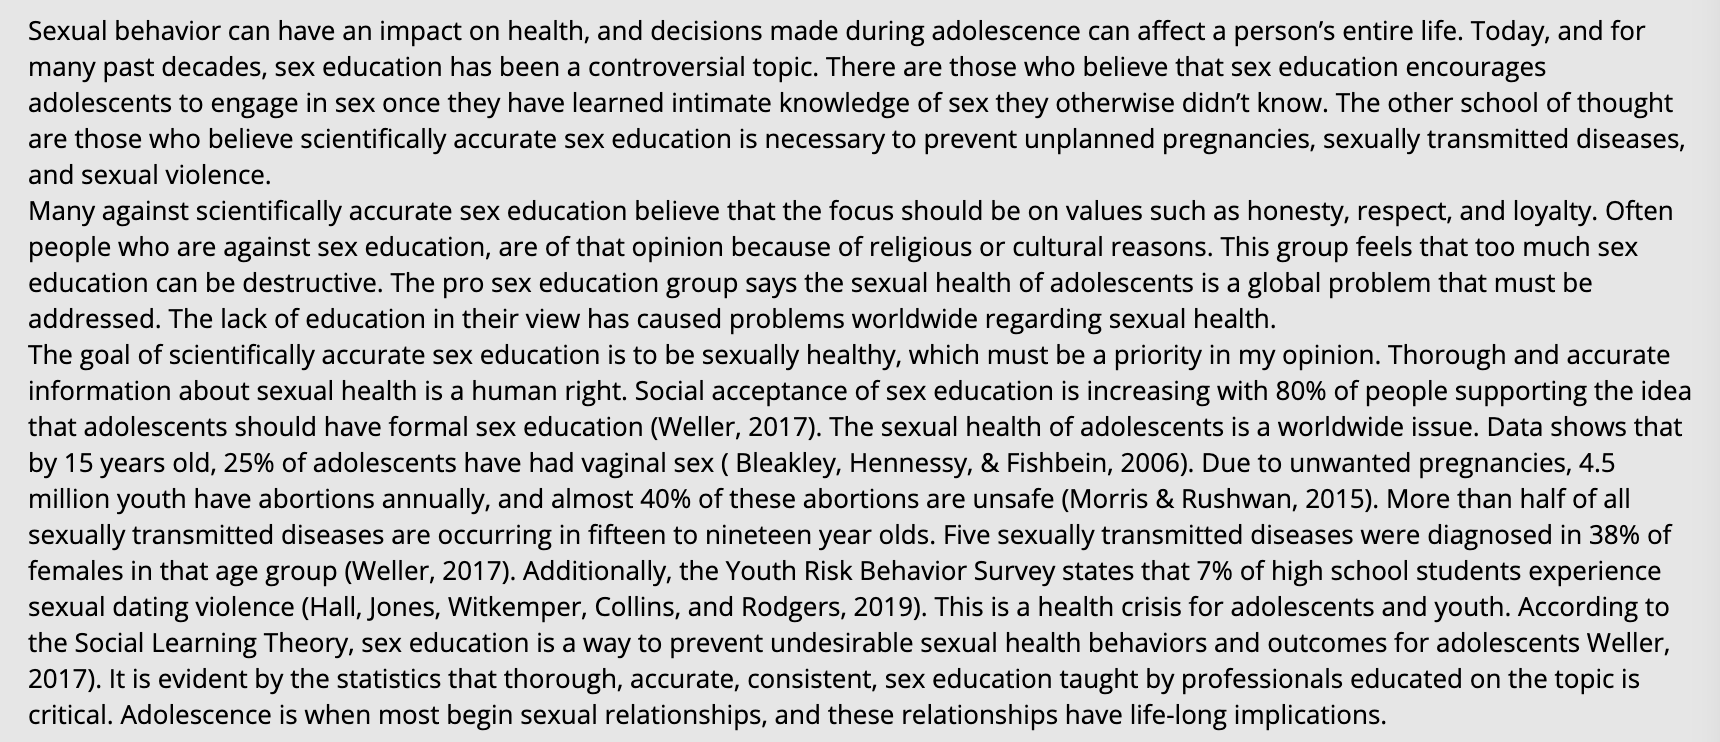 Sexual behavior can have an impact on health, and decisions made during adolescence can affect a person’s entire life. Today, and for
many past decades, sex education has been a controversial topic. There are those who believe that sex education encourages
adolescents to engage in sex once they have learned intimate knowledge of sex they otherwise didn’t know. The other school of thought
are those who believe scientifically accurate sex education is necessary to prevent unplanned pregnancies, sexually transmitted diseases,
and sexual violence.
Many against scientifically accurate sex education believe that the focus should be on values such as honesty, respect, and loyalty. Often
people who are against sex education, are of that opinion because of religious or cultural reasons. This group feels that too much sex
education can be destructive. The pro sex education group says the sexual health of adolescents is a global problem that must be
addressed. The lack of education in their view has caused problems worldwide regarding sexual health.
The goal of scientifically accurate sex education is to be sexually healthy, which must be a priority in my opinion. Thorough and accurate
information about sexual health is a human right. Social acceptance of sex education is increasing with 80% of people supporting the idea
that adolescents should have formal sex education (Weller, 2017). The sexual health of adolescents is a worldwide issue. Data shows that
by 15 years old, 25% of adolescents have had vaginal sex ( Bleakley, Hennessy, & Fishbein, 2006). Due to unwanted pregnancies, 4.5
million youth have abortions annually, and almost 40% of these abortions are unsafe (Morris & Rushwan, 2015). More than half of all
sexually transmitted diseases are occurring in fifteen to nineteen year olds. Five sexually transmitted diseases were diagnosed in 38% of
females in that age group (Weller, 2017). Additionally, the Youth Risk Behavior Survey states that 7% of high school students experience
sexual dating violence (Hall, Jones, Witkemper, Collins, and Rodgers, 2019). This is a health crisis for adolescents and youth. According to
the Social Learning Theory, sex education is a way to prevent undesirable sexual health behaviors and outcomes for adolescents Weller,
2017). It is evident by the statistics that thorough, accurate, consistent, sex education taught by professionals educated on the topic is
critical. Adolescence is when most begin sexual relationships, and these relationships have life-long implications.